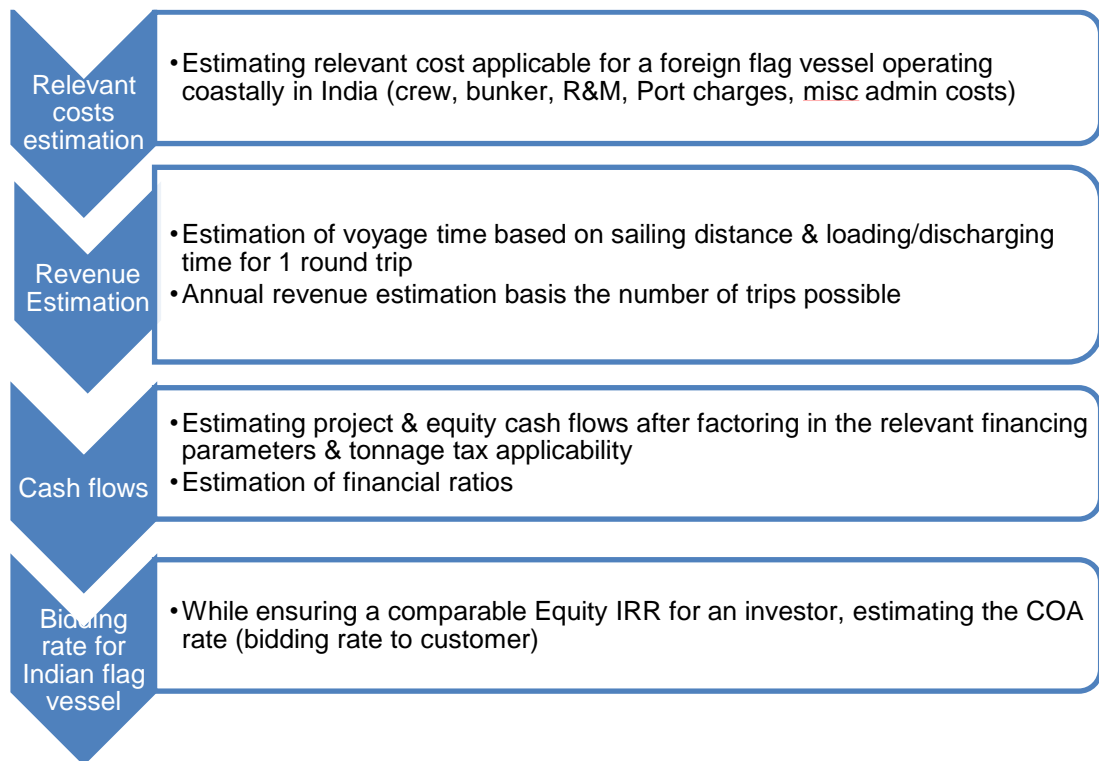 Relevant
costs
estimation
•Estimating relevant cost applicable for a foreign flag vessel operating
coastally in India (crew, bunker, R&M, Port charges, misc admin costs)
Revenue
Estimation
•Estimation of voyage time based on sailing distance & loading/discharging
time for 1 round trip
•Annual revenue estimation basis the number of trips possible
Cash flows
•Estimating project & equity cash flows after factoring in the relevant financing
parameters & tonnage tax applicability
•Estimation of financial ratios
Bidding
rate for
Indian flag
vessel
•While ensuring a comparable Equity IRR for an investor, estimating the COA
rate (bidding rate to customer)